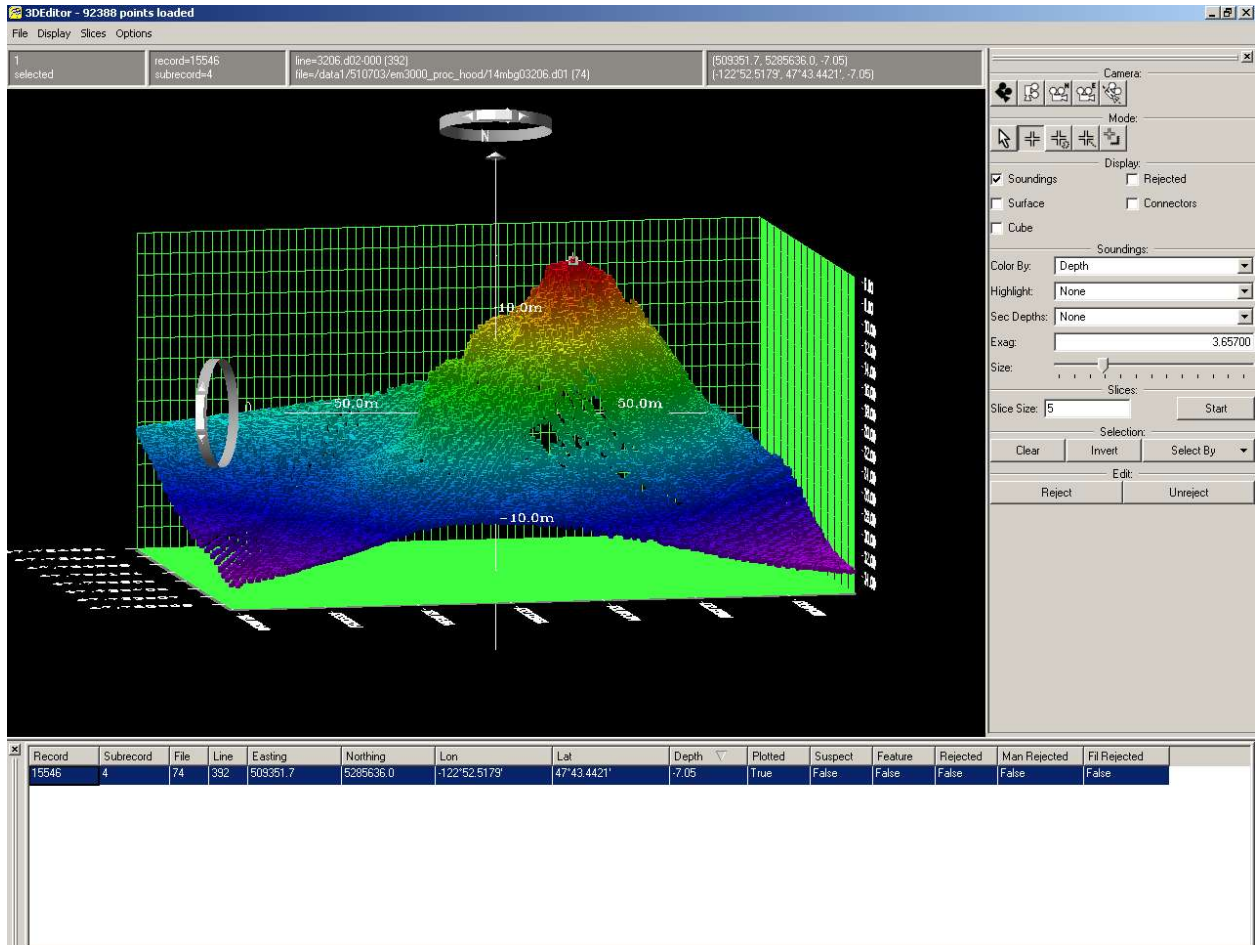 3DEditor - 92388 points loaded
File Display Slices Options
1
selected
record=15546
subrecord=4
line=3206.d02-000 (392)
file=/data1/510703/em3000_proc_hood/14mbg03206.d01 (74)
(509351.7, 5285636.0, -7.05)
(-122°52.5179', 47°43.4421', -7.05)
N
10.0m
-50.0m
50.0m
-10.0m
Camera:
Mode:
Display:
Soundings Rejected
Surface Connectors
Cube
Soundings:
Color By: Depth
Highlight: None
Sec Depths: None
Exag: 3.65700
Size:
Slices:
Slice Size: 5 Start
Selection:
Clear Invert Select By
Edit:
Reject Unreject
Record Subrecord File Line Easting Northing Lon Lat Depth Plotted Suspect Feature Rejected Man Rejected Fil Rejected
15546 4 74 392 509351.7 5285636.0 -122°52.5179' 47°43.4421' -7.05 True False False False False False